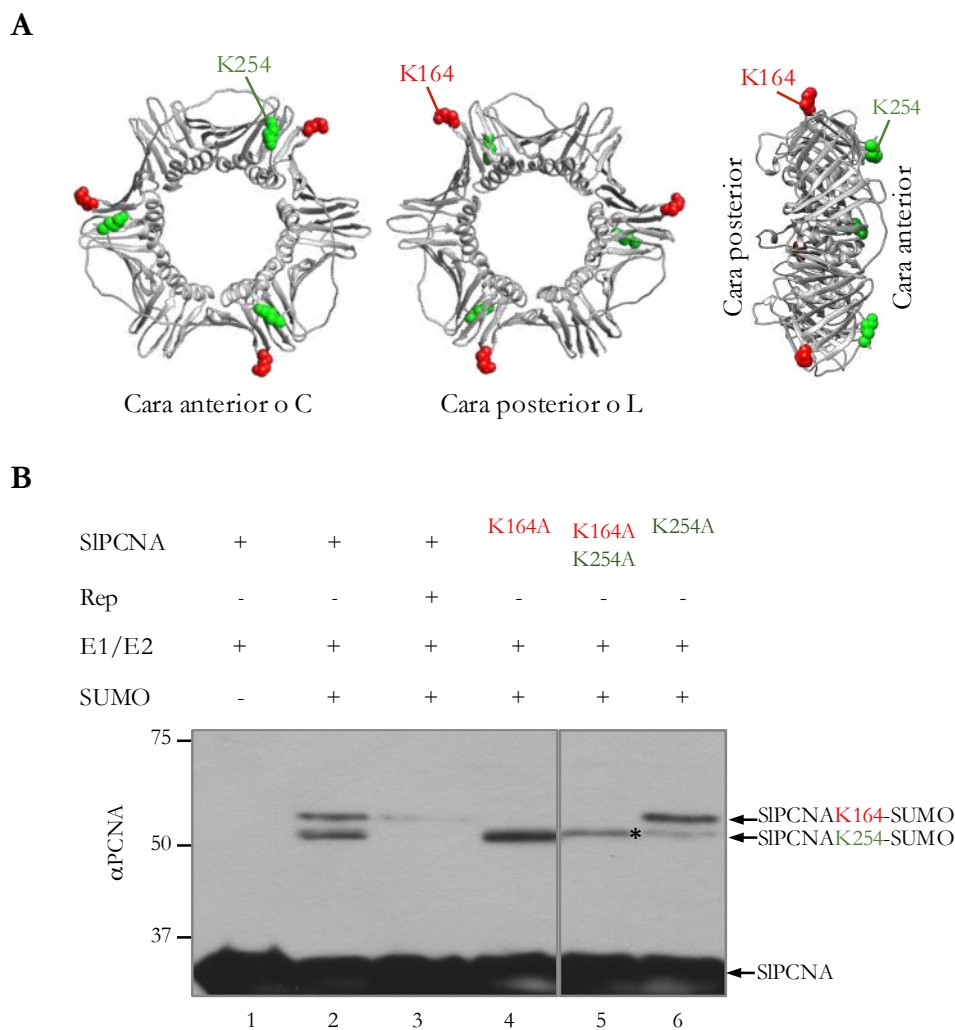 A
K254
K164
K164
K254
Cara posterior
Cara anterior
Cara anterior o C
Cara posterior o L
B
SlPCNA + + + K164A K164A K254A K254A
Rep - - + - - -
E1/E2 + + + + + +
SUMO - + + + + +
75
50
37
αPCNA
*
SlPCNAK164-SUMO
SlPCNAK254-SUMO
SlPCNA
1 2 3 4 5 6